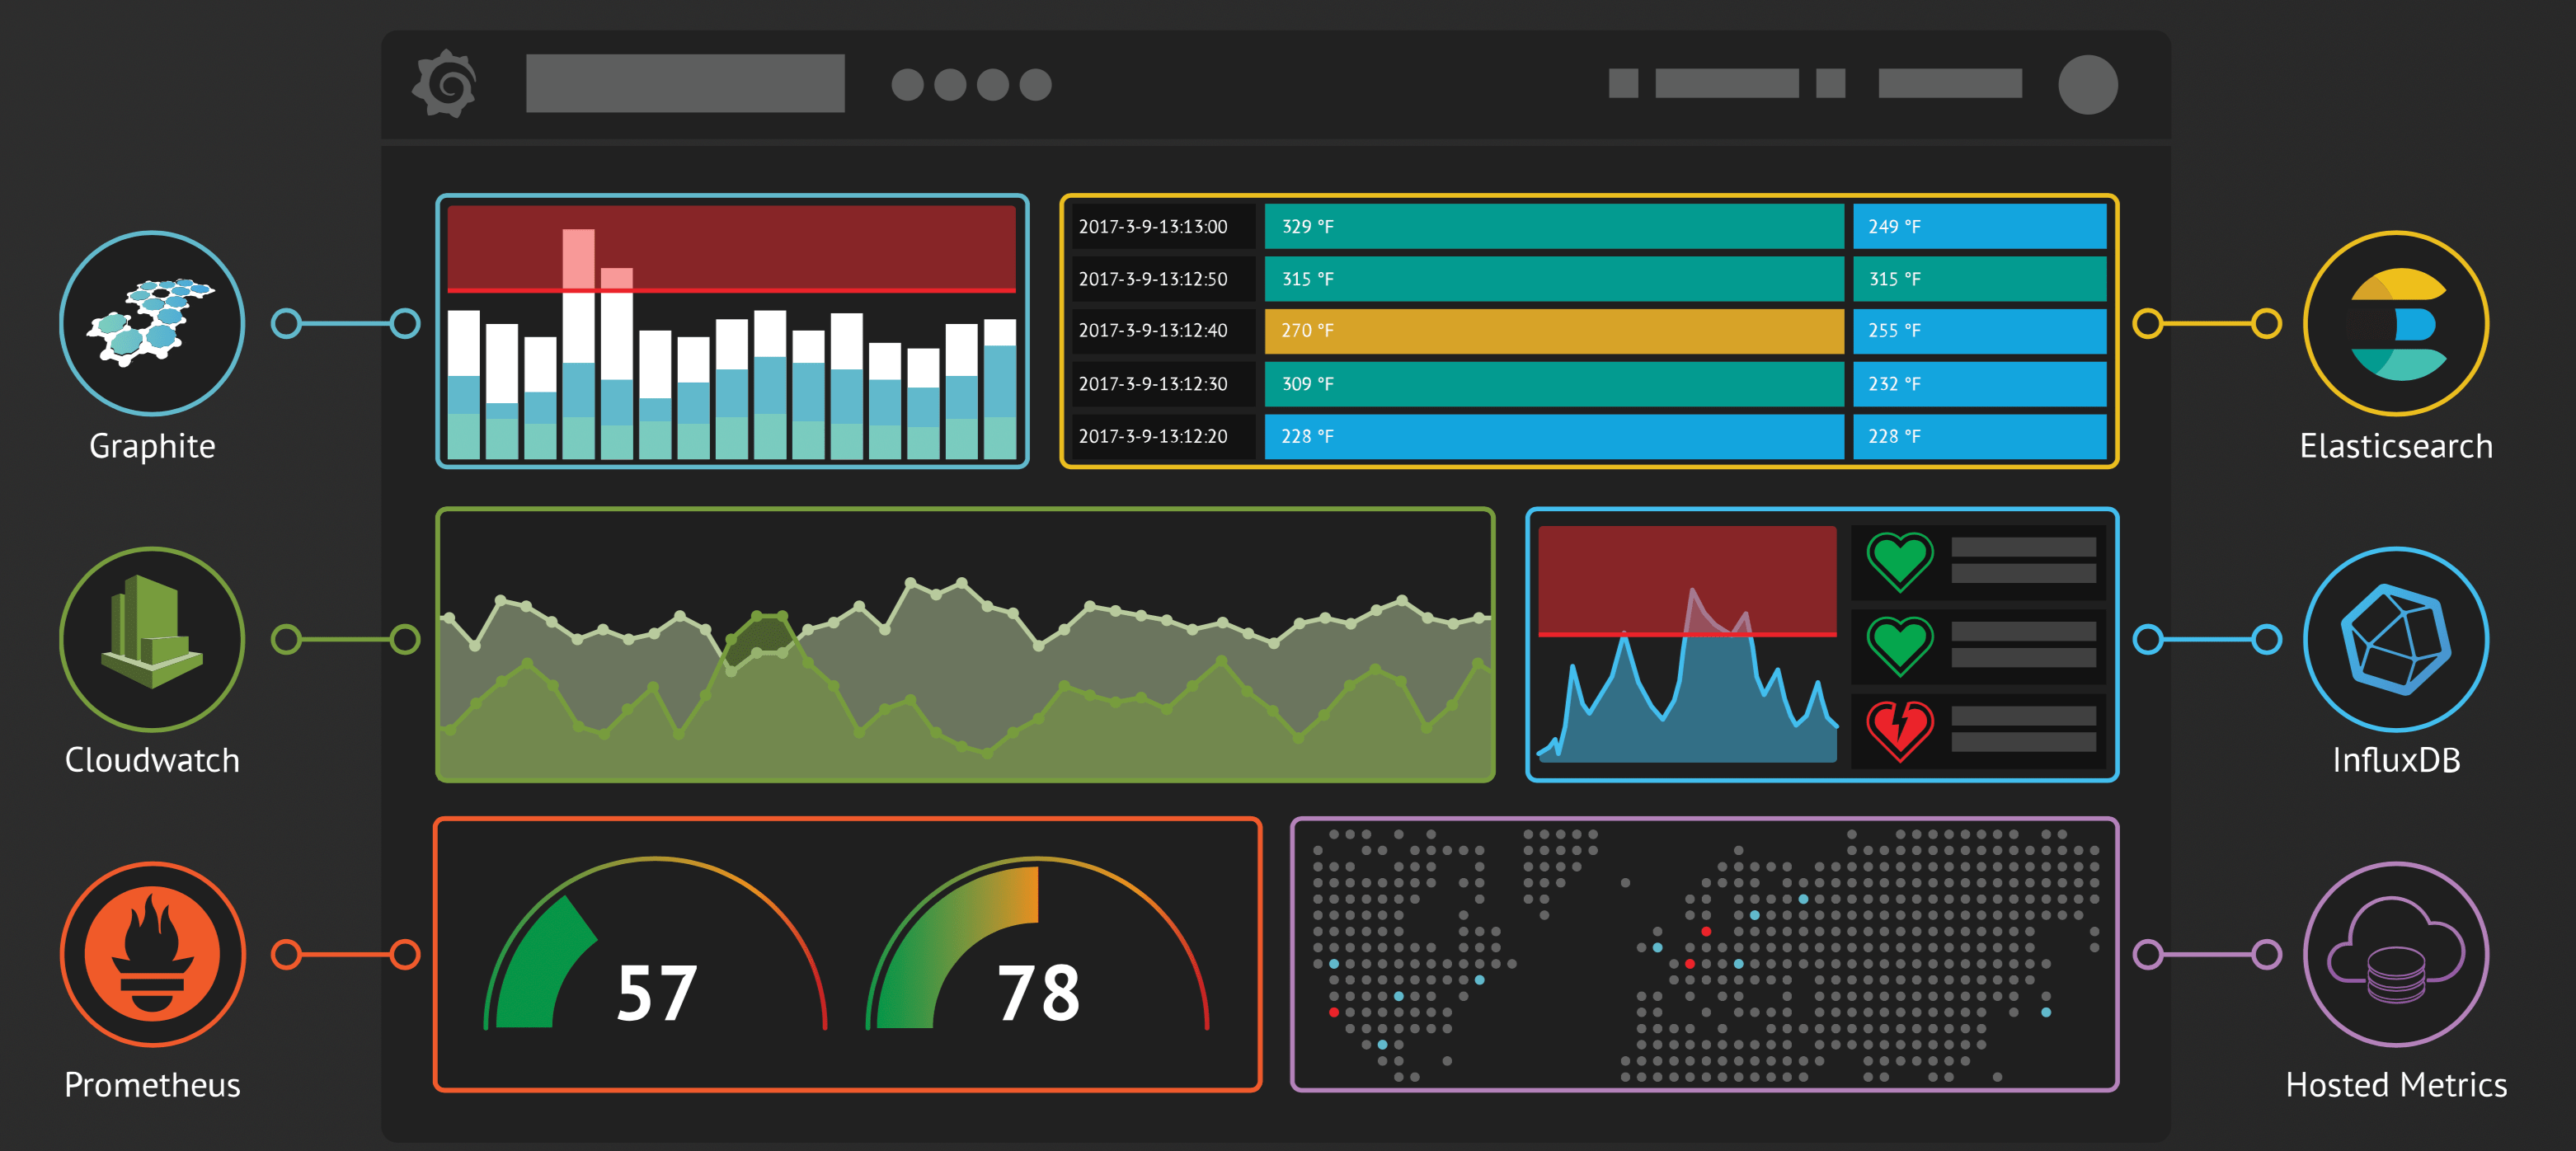 Graphite
Cloudwatch
Prometheus
2017-3-9-13:13:00 329 °F 249 °F
2017-3-9-13:12:50 315 °F 315 °F
2017-3-9-13:12:40 270 °F 255 °F
2017-3-9-13:12:30 309 °F 232 °F
2017-3-9-13:12:20 228 °F 228 °F
57 78
Elasticsearch
InfluxDB
Hosted Metrics